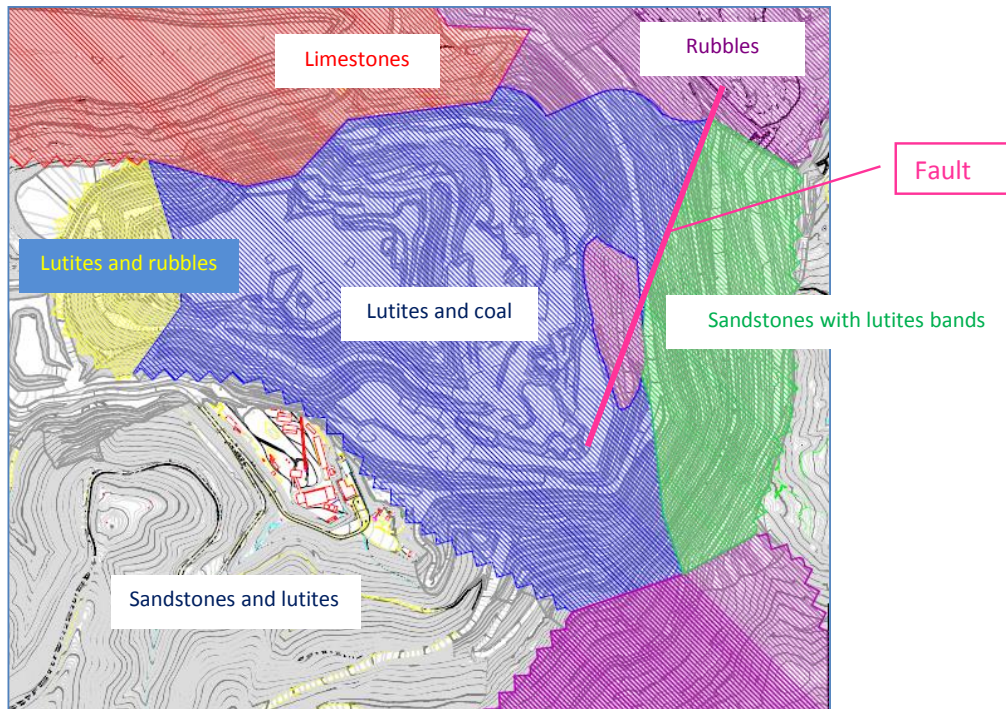 Limestones
Rubbles
Fault
Lutites and rubbles
Lutites and coal
Sandstones with lutites bands
Sandstones and lutites